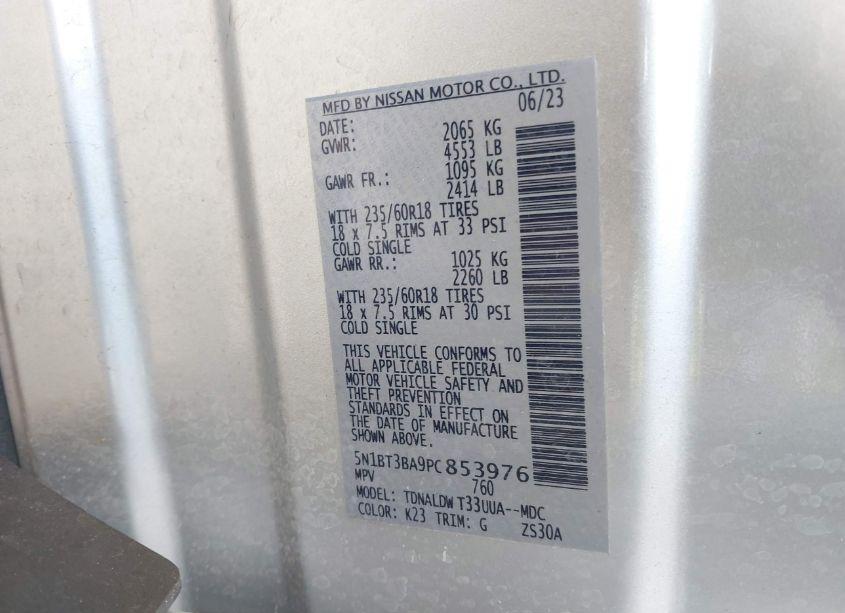 MFD BY NISSAN MOTOR CO., LTD.
DATE: 06/23
GVWR: 2065 KG
4553 LB
GAWR FR.: 1095 KG
2414 LB
WITH 235/60R18 TIRES
18 x 7.5 RIMS AT 33 PSI
COLD SINGLE
GAWR RR.: 1025 KG
2260 LB
WITH 235/60R18 TIRES
18 x 7.5 RIMS AT 30 PSI
COLD SINGLE
THIS VEHICLE CONFORMS TO
ALL APPLICABLE FEDERAL
MOTOR VEHICLE SAFETY AND
THEFT PREVENTION
STANDARDS IN EFFECT ON
THE DATE OF MANUFACTURE
SHOWN ABOVE.
5N1BT3BA9PC853976
MPV 760
MODEL: TDNALDW T33UUA--MDC
COLOR: K23 TRIM: G ZS30A